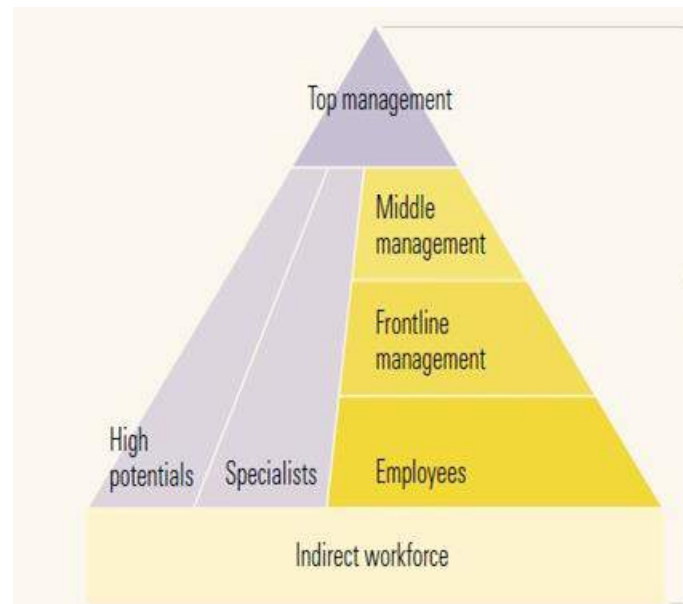 Top management
Middle
management
Frontline
management
High
potentials
Specialists
Employees
Indirect workforce